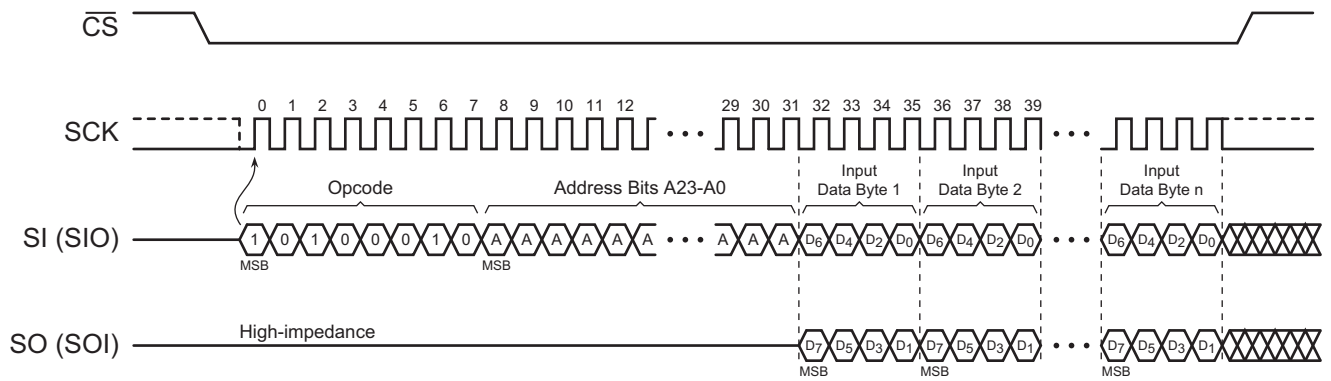 CS
0 1 2 3 4 5 6 7 8 9 10 11 12 29 30 31 32 33 34 35 36 37 38 39
SCK • • • • • •
Opcode Address Bits A23-A0 Input Data Byte 1 Input Data Byte 2 Input Data Byte n
SI (SIO) 1 0 1 0 0 0 1 0 A A A A A A • • • A A A D6 D4 D2 D0 D6 D4 D2 D0 • • • D6 D4 D2 D0
MSB MSB
High-impedance
SO (SOI) D7 D5 D3 D1 D7 D5 D3 D1 • • • D7 D5 D3 D1
MSB MSB MSB